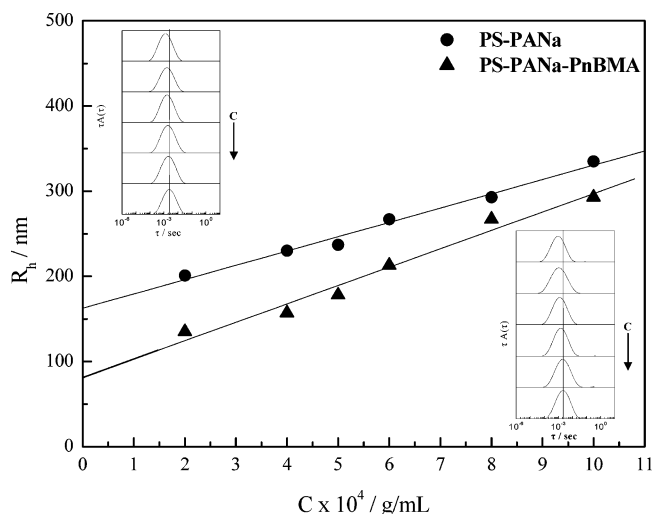 500
400
300
200
100
0
R_h / nm
0 1 2 3 4 5 6 7 8 9 10 11
C x 10^4 / g/mL
PS-PANa
PS-PANa-PnBMA
τA(τ)
C
10^-6 10^-3 10^0
τ / sec
τ A(τ)
C
10^-6 10^-3 10^0
τ / sec